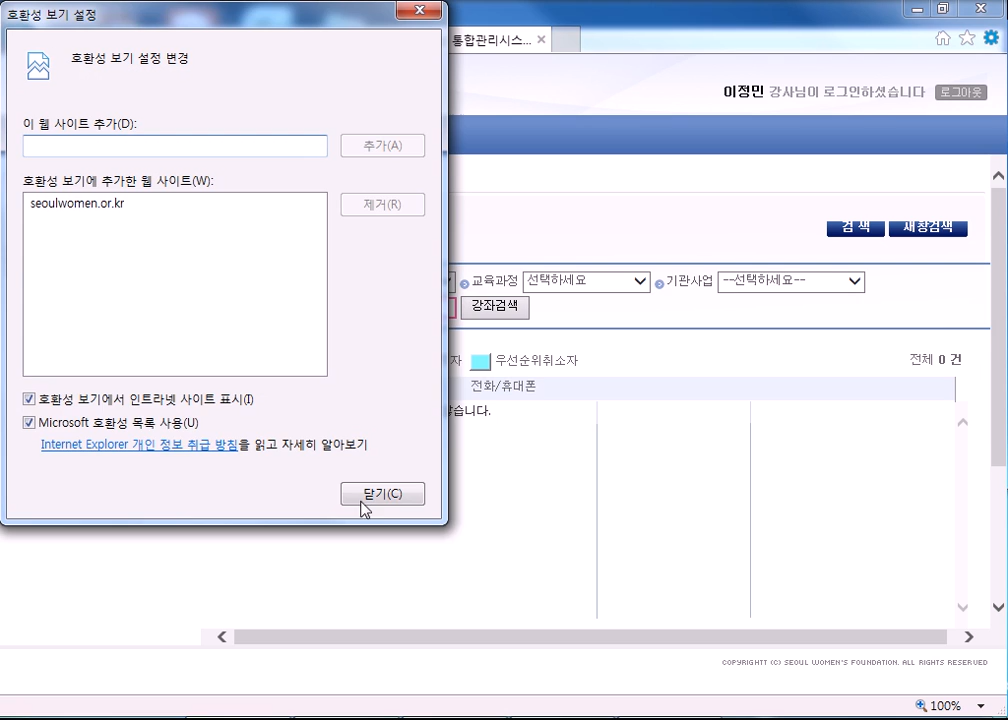 호환성 보기 설정
호환성 보기 설정 변경
이 웹 사이트 추가(D):
추가(A)
호환성 보기에 추가한 웹 사이트(W):
seoulwomen.or.kr
제거(R)
호환성 보기에서 인트라넷 사이트 표시(I)
Microsoft 호환성 목록 사용(U)
Internet Explorer 개인 정보 취급 방침을 읽고 자세히 알아보기
닫기(C)
통합관리시스...
이정민 강사님이 로그인하셨습니다 로그아웃
검 색 새창검색
교육과정 선택하세요 기관사업 --선택하세요--
강좌검색
자 우선순위취소자 전체 0 건
전화/휴대폰
않습니다.
COPYRIGHTT (C) SEOUL WOMEN'S FOUNDATION. ALL RIGHTS RESERVED
100%